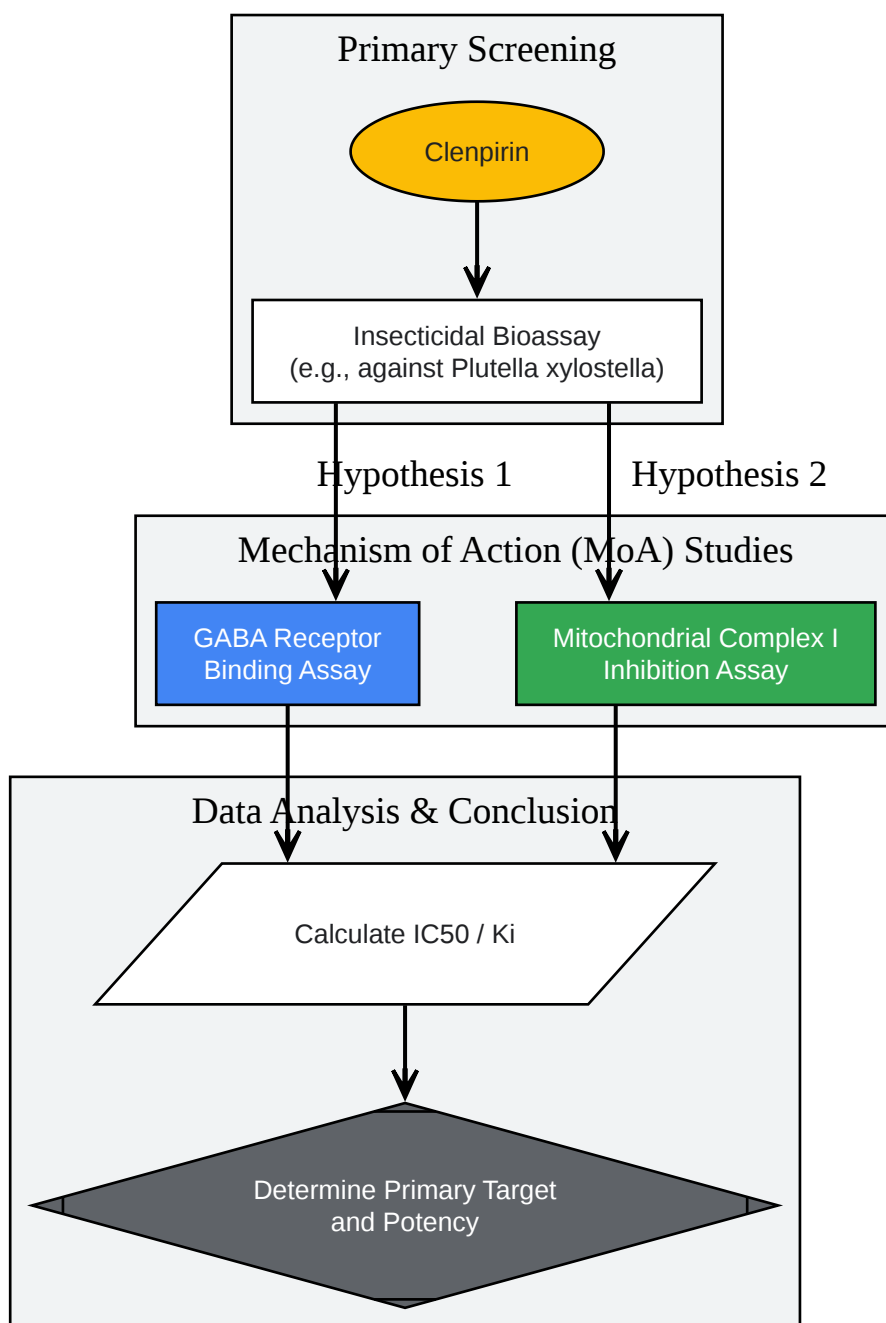 Primary Screening
Clenpirin
Insecticidal Bioassay
(e.g., against Plutella xylostella)
Hypothesis 1
Hypothesis 2
Mechanism of Action (MoA) Studies
GABA Receptor
Binding Assay
Mitochondrial Complex I
Inhibition Assay
Data Analysis & Conclusion
Calculate IC50 / Ki
Determine Primary Target
and Potency